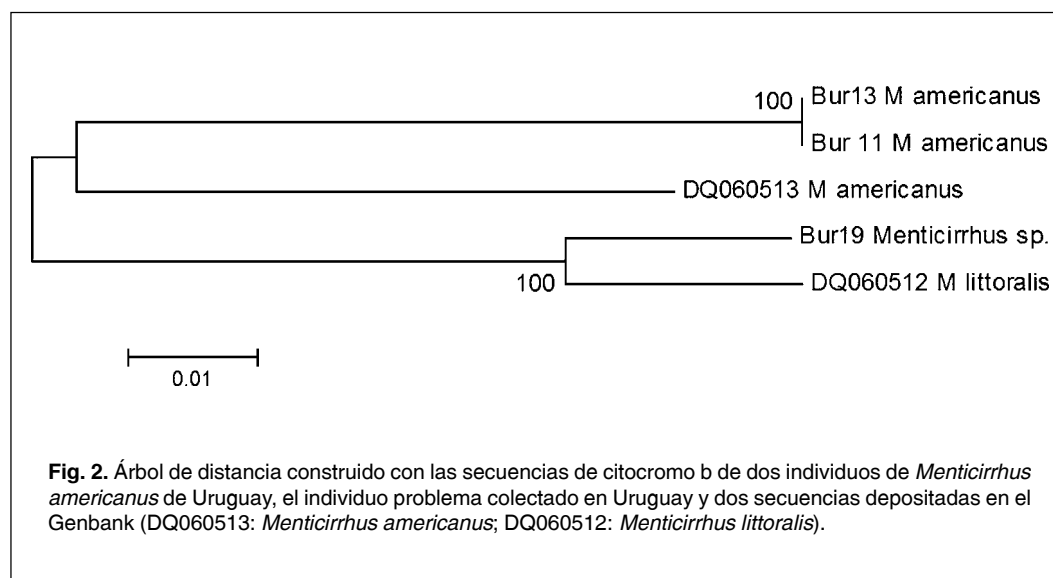 100
Bur13 M americanus
Bur 11 M americanus
DQ060513 M americanus
Bur19 Menticirrhus sp.
100
DQ060512 M littoralis
0.01
Fig. 2. Árbol de distancia construido con las secuencias de citocromo b de dos individuos de Menticirrhus
americanus de Uruguay, el individuo problema colectado en Uruguay y dos secuencias depositadas en el
Genbank (DQ060513: Menticirrhus americanus; DQ060512: Menticirrhus littoralis).